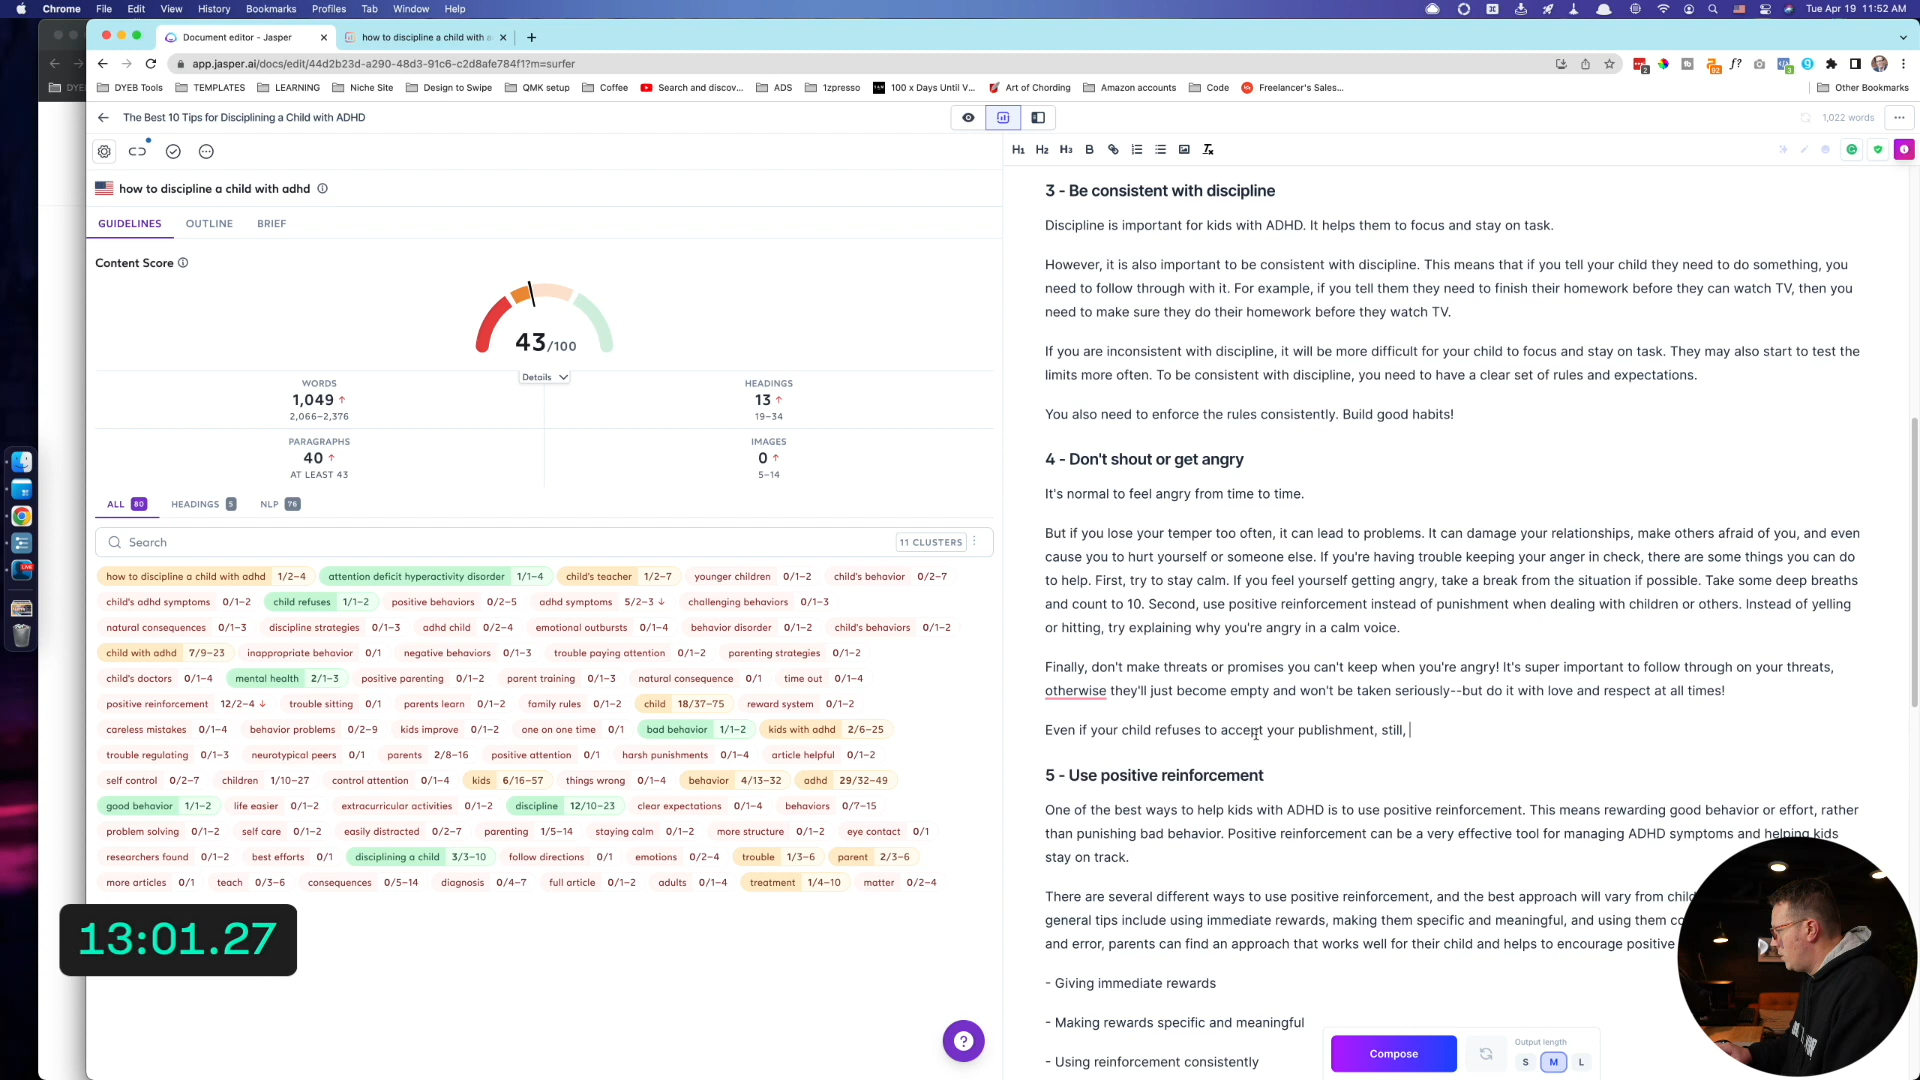 Chrome File Edit View History Bookmarks Profiles Tab Window Help
Tue Apr 19 11:52 AM
Document editor - Jasper
how to discipline a child with
app.jasper.ai/docs/edit/44d2b23d-a290-48d3-91c6-c2d8afe784f1?m=surfer
DYEB Tools TEMPLATES LEARNING Niche Site Design to Swipe QMK setup Coffee Search and discov... ADS 1zpresso 100 x Days Until V... Art of Chording Amazon accounts Code Freelancer's Sales... Other Bookmarks
The Best 10 Tips for Disciplining a Child with ADHD
1,022 words
how to discipline a child with adhd
GUIDELINES OUTLINE BRIEF
Content Score
43/100
Details
WORDS
1,049
2,066–2,376
HEADINGS
13
19–34
PARAGRAPHS
40
AT LEAST 43
IMAGES
0
5–14
ALL 80 HEADINGS 5 NLP 76
Search
11 CLUSTERS
how to discipline a child with adhd 1/2–4 attention deficit hyperactivity disorder 1/1–4 child's teacher 1/2–7 younger children 0/1–2 child's behavior 0/2–7
child's adhd symptoms 0/1–2 child refuses 1/1–2 positive behaviors 0/2–5 adhd symptoms 5/2–3 challenging behaviors 0/1–3
natural consequences 0/1–3 discipline strategies 0/1–3 adhd child 0/2–4 emotional outbursts 0/1–4 behavior disorder 0/1–2 child's behaviors 0/1–2
child with adhd 7/9–23 inappropriate behavior 0/1 negative behaviors 0/1–3 trouble paying attention 0/1–2 parenting strategies 0/1–2
child's doctors 0/1–4 mental health 2/1–3 positive parenting 0/1–2 parent training 0/1–3 natural consequence 0/1 time out 0/1–4
positive reinforcement 12/2–4 trouble sitting 0/1 parents learn 0/1–2 family rules 0/1–2 child 18/37–75 reward system 0/1–2
careless mistakes 0/1–4 behavior problems 0/2–9 kids improve 0/1–2 one on one time 0/1 bad behavior 1/1–2 kids with adhd 2/6–25
trouble regulating 0/1–3 neurotypical peers 0/1 parents 2/8–16 positive attention 0/1 harsh punishments 0/1–4 article helpful 0/1–2
self control 0/2–7 children 1/10–27 control attention 0/1–4 kids 6/16–57 things wrong 0/1–4 behavior 4/13–32 adhd 29/32–49
good behavior 1/1–2 life easier 0/1–2 extracurricular activities 0/1–2 discipline 12/10–23 clear expectations 0/1–4 behaviors 0/7–15
problem solving 0/1–2 self care 0/1–2 easily distracted 0/2–7 parenting 1/5–14 staying calm 0/1–2 more structure 0/1–2 eye contact 0/1
researchers found 0/1–2 best efforts 0/1 disciplining a child 3/3–10 follow directions 0/1 emotions 0/2–4 trouble 1/3–6 parent 2/3–6
more articles 0/1 teach 0/3–6 consequences 0/5–14 diagnosis 0/4–7 full article 0/1–2 adults 0/1–4 treatment 1/4–10 matter 0/2–4
13:01.27
H1 H2 H3 B
3 - Be consistent with discipline
Discipline is important for kids with ADHD. It helps them to focus and stay on task.
However, it is also important to be consistent with discipline. This means that if you tell your child they need to do something, you
need to follow through with it. For example, if you tell them they need to finish their homework before they can watch TV, then you
need to make sure they do their homework before they watch TV.
If you are inconsistent with discipline, it will be more difficult for your child to focus and stay on task. They may also start to test the
limits more often. To be consistent with discipline, you need to have a clear set of rules and expectations.
You also need to enforce the rules consistently. Build good habits!
4 - Don't shout or get angry
It's normal to feel angry from time to time.
But if you lose your temper too often, it can lead to problems. It can damage your relationships, make others afraid of you, and even
cause you to hurt yourself or someone else. If you're having trouble keeping your anger in check, there are some things you can do
to help. First, try to stay calm. If you feel yourself getting angry, take a break from the situation if possible. Take some deep breaths
and count to 10. Second, use positive reinforcement instead of punishment when dealing with children or others. Instead of yelling
or hitting, try explaining why you're angry in a calm voice.
Finally, don't make threats or promises you can't keep when you're angry! It's super important to follow through on your threats,
otherwise they'll just become empty and won't be taken seriously--but do it with love and respect at all times!
Even if your child refuses to accept your publishment, still,
5 - Use positive reinforcement
One of the best ways to help kids with ADHD is to use positive reinforcement. This means rewarding good behavior or effort, rather
than punishing bad behavior. Positive reinforcement can be a very effective tool for managing ADHD symptoms and helping kids
stay on track.
There are several different ways to use positive reinforcement, and the best approach will vary from child
general tips include using immediate rewards, making them specific and meaningful, and using them
and error, parents can find an approach that works well for their child and helps to encourage positive
- Giving immediate rewards
- Making rewards specific and meaningful
- Using reinforcement consistently
Compose
Output length
S M L